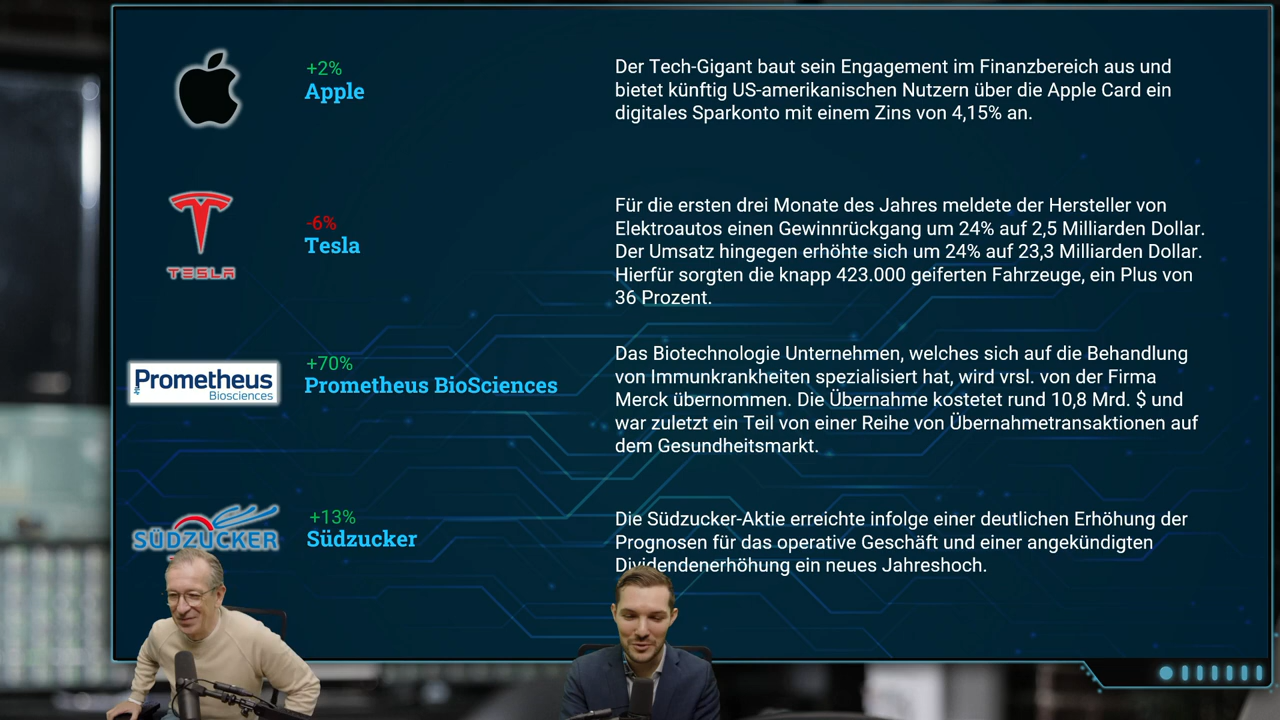 +2%
Apple
Der Tech-Gigant baut sein Engagement im Finanzbereich aus und
bietet künftig US-amerikanischen Nutzern über die Apple Card ein
digitales Sparkonto mit einem Zins von 4,15% an.
TESLA
-6%
Tesla
Für die ersten drei Monate des Jahres meldete der Hersteller von
Elektroautos einen Gewinnrückgang um 24% auf 2,5 Milliarden Dollar.
Der Umsatz hingegen erhöhte sich um 24% auf 23,3 Milliarden Dollar.
Hierfür sorgten die knapp 423.000 geiferten Fahrzeuge, ein Plus von
36 Prozent.
Prometheus
Biosciences
+70%
Prometheus BioSciences
Das Biotechnologie Unternehmen, welches sich auf die Behandlung
von Immunkrankheiten spezialisiert hat, wird vrsl. von der Firma
Merck übernommen. Die Übernahme kostetet rund 10,8 Mrd. $ und
war zuletzt ein Teil von einer Reihe von Übernahmetransaktionen auf
dem Gesundheitsmarkt.
SÜDZUCKER
+13%
Südzucker
Die Südzucker-Aktie erreichte infolge einer deutlichen Erhöhung der
Prognosen für das operative Geschäft und einer angekündigten
Dividendenerhöhung ein neues Jahreshoch.